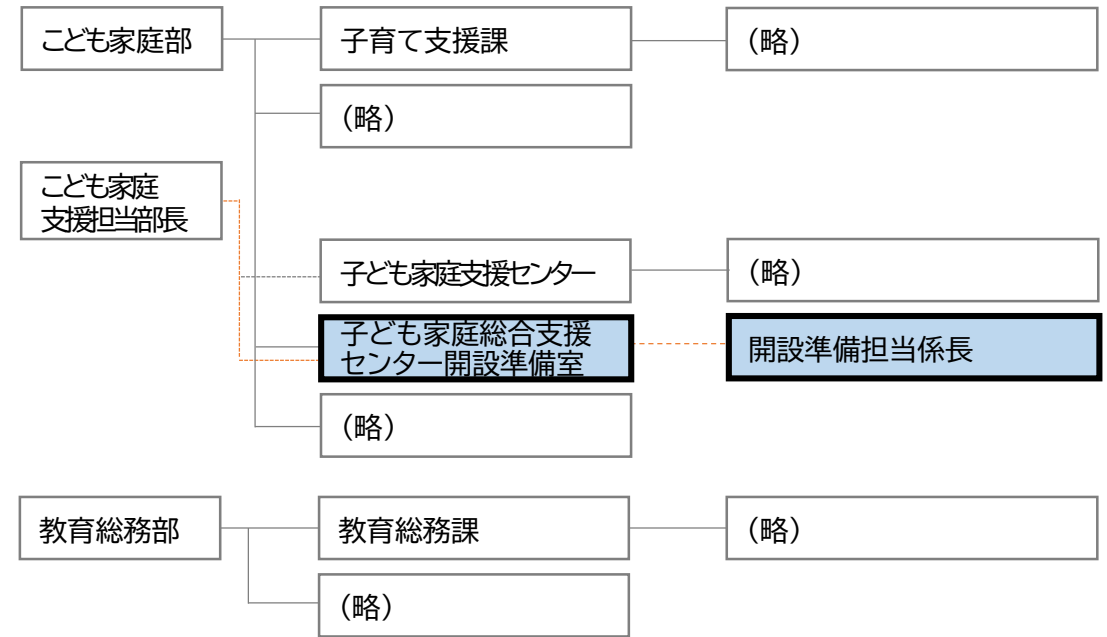 こども家庭部
子育て支援課
（略）
（略）
こども家庭
支援担当部長
子ども家庭支援センター
（略）
子ども家庭総合支援
センター開設準備室
開設準備担当係長
（略）
教育総務部
教育総務課
（略）
（略）